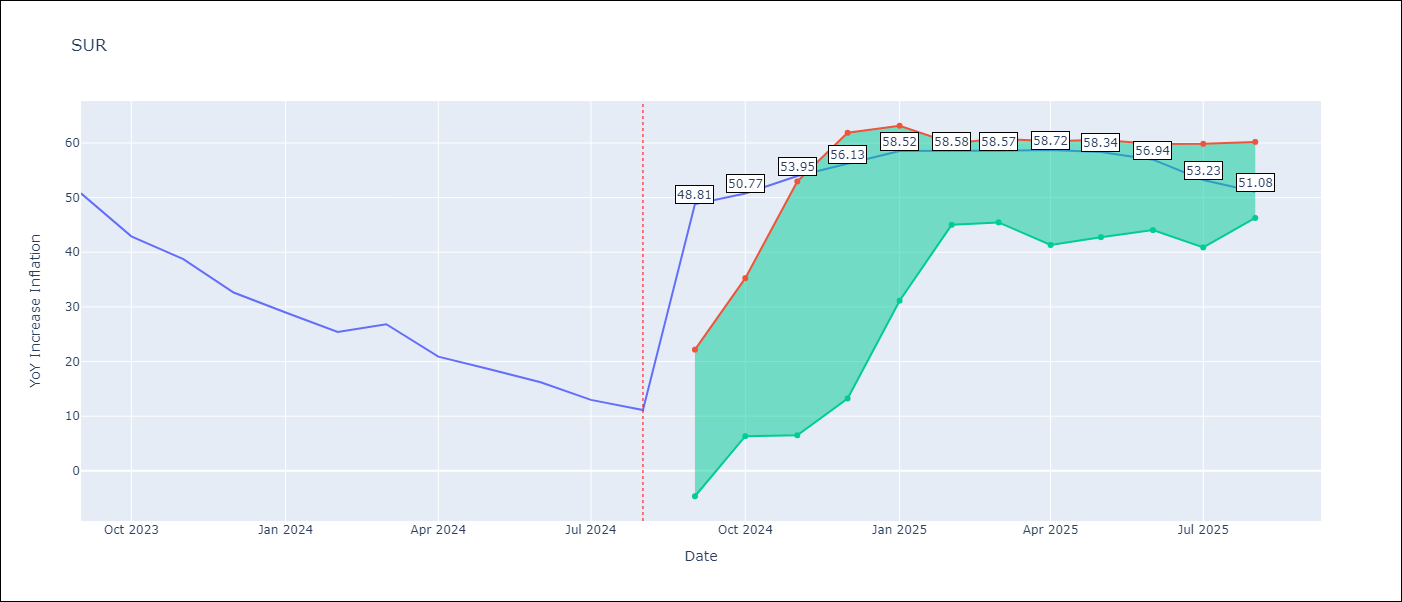 SUR
YoY Increase Inflation
60
50
40
30
20
10
0
48.81
50.77
53.95
56.13
58.52
58.58
58.57
58.72
58.34
56.94
53.23
51.08
Oct 2023
Jan 2024
Apr 2024
Jul 2024
Oct 2024
Jan 2025
Apr 2025
Jul 2025
Date